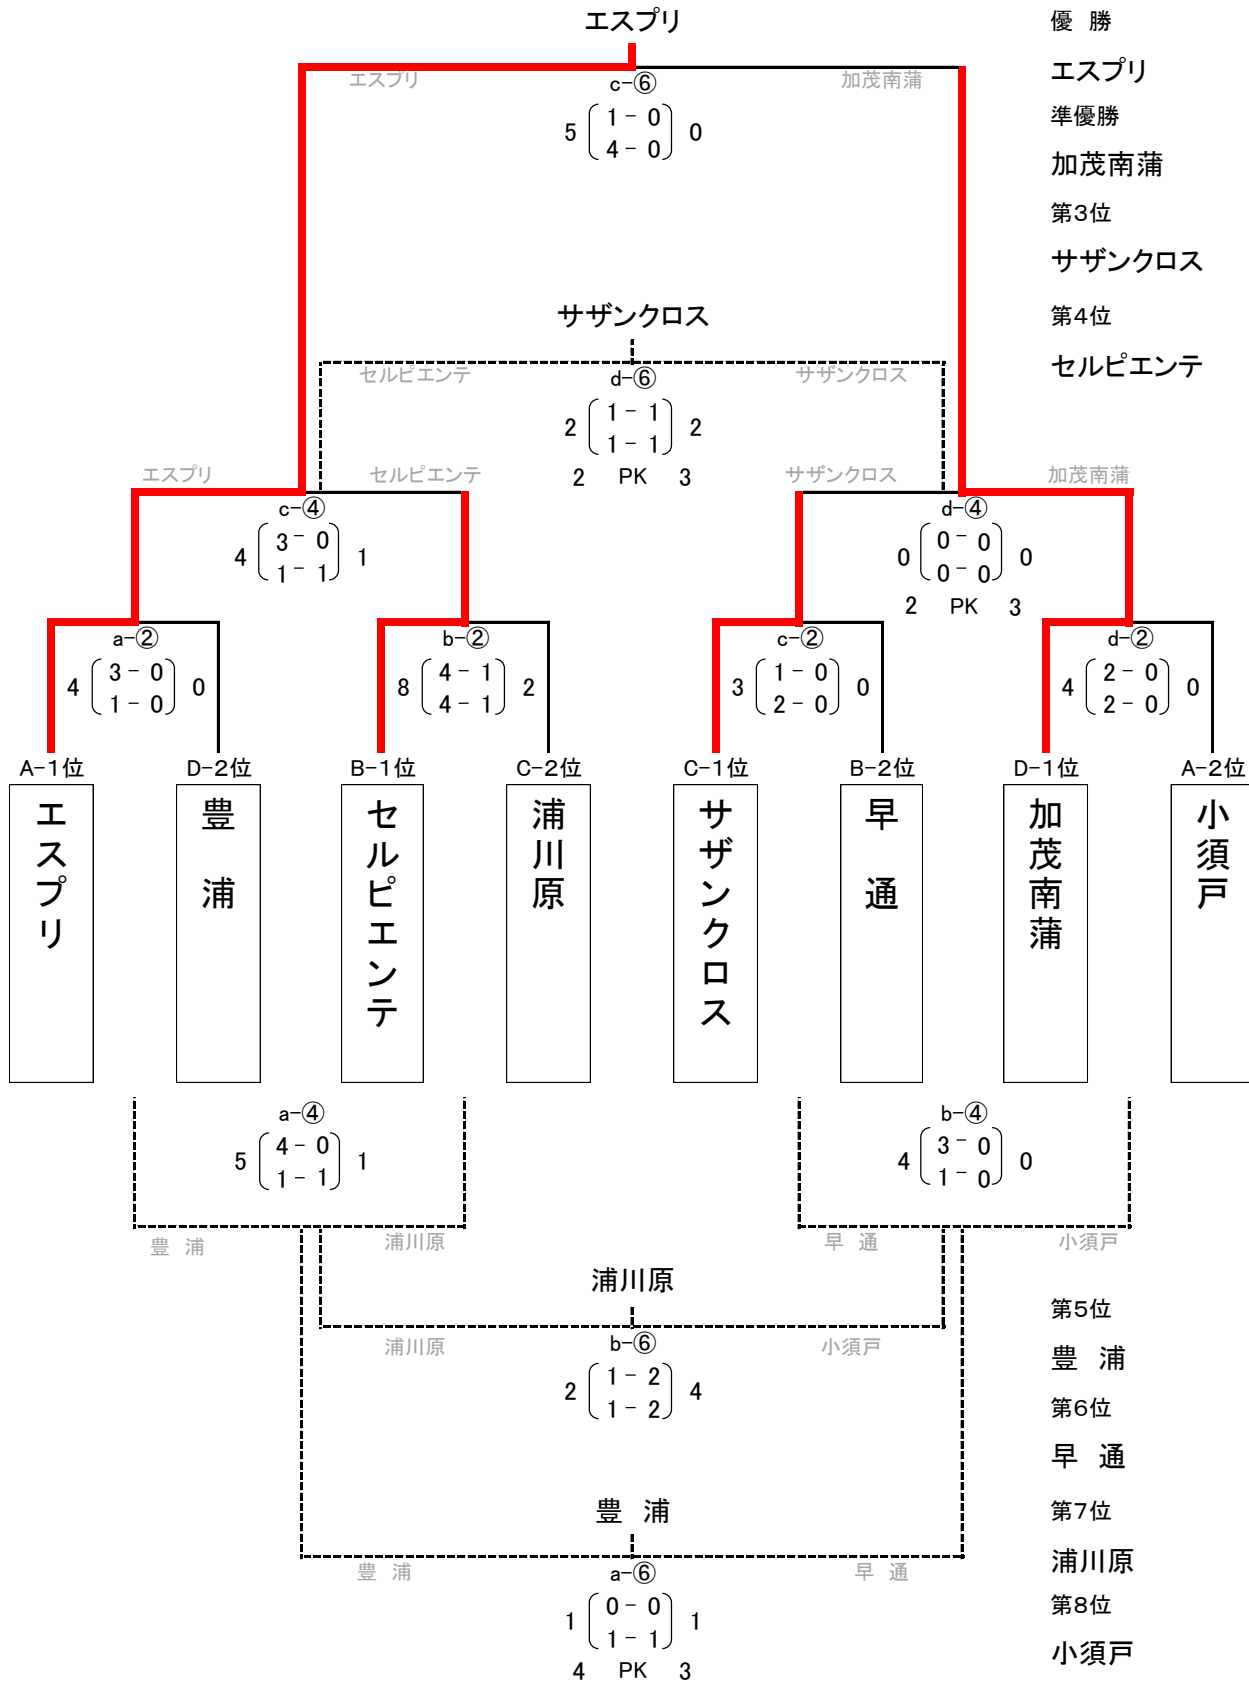 エスプリ 優 勝
エスプリ 加茂南蒲 エスプリ
c-⑥
1 - 0 準優勝
5 0
4 - 0
加茂南蒲
第3位
サザンクロス
サザンクロス 第4位
セルピエンテ サザンクロス セルピエンテ
d-⑥
1 - 1
2 2
1 - 1
2 PK 3
エスプリ セルピエンテ サザンクロス 加茂南蒲
c-④ d-④
3 - 0 0 - 0
4 1 0 0
1 - 1 0 - 0
2 PK 3
a-② b-② c-② d-②
3 - 0 4 - 1 1 - 0 2 - 0
4 0 8 2 3 0 4 0
1 - 0 4 - 1 2 - 0 2 - 0
A-1位 D-2位 B-1位 C-2位 C-1位 B-2位 D-1位 A-2位
エスプリ
豊 浦
セルピエンテ
浦川原
サザンクロス
早 通
加茂南蒲
小須戸
a-④ b-④
4 - 0 3 - 0
5 1 4 0
1 - 1 1 - 0
豊 浦 浦川原 早 通 小須戸
浦川原
第5位
浦川原 小須戸
b-⑥
豊 浦
1 - 2
2 4
1 - 2
第6位
早 通
豊 浦 第7位
豊 浦 早 通 浦川原
a-⑥
0 - 0 第8位
1 1
1 - 1
小須戸
4 PK 3